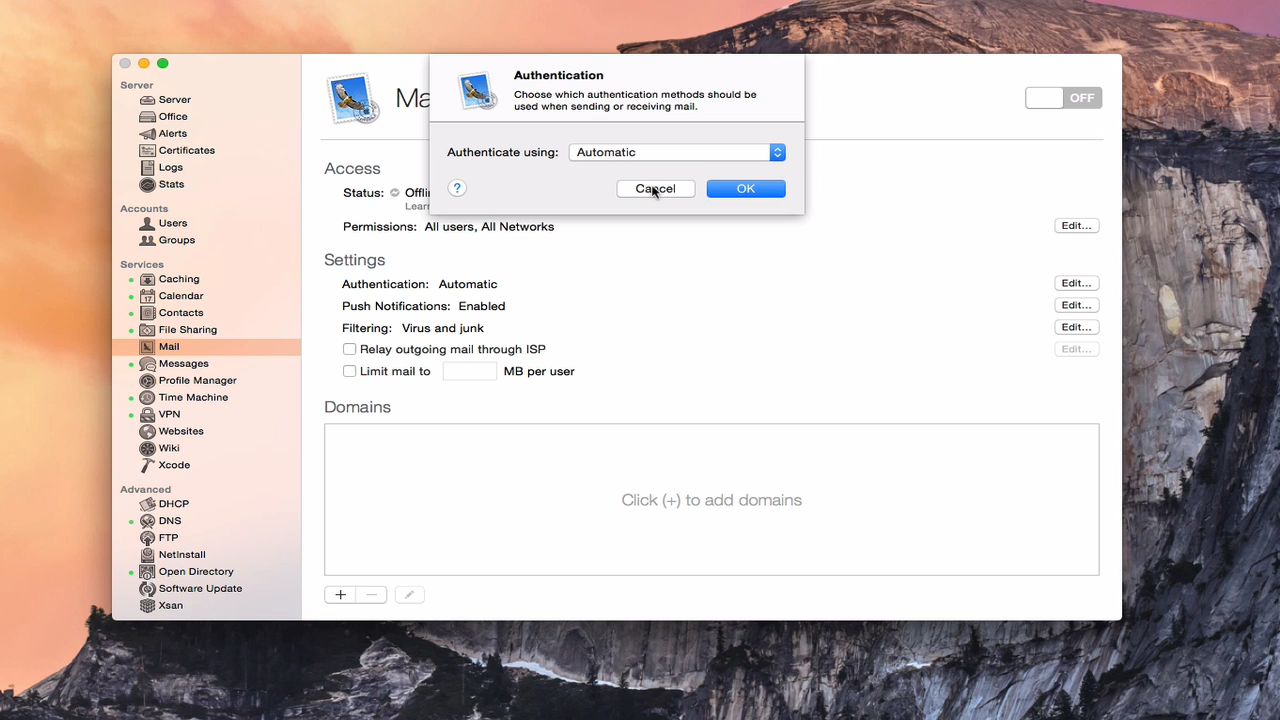 Server
Server
Office
Alerts
Certificates
Logs
Stats
Accounts
Users
Groups
Services
Caching
17
Calendar
Contacts
File Sharing
Mail
Messages
Profile Manager
Time Machine
VPN
Websites
Wiki
Xcode
Advanced
DHCP
DNS
FTP
NetInstall
Open Directory
Software Update
Xsan
Authentication
Choose which authentication methods should be
used when sending or receiving mail.
Authenticate using: Automatic
? Cancel OK
Ma
OFF
Access
Status: Offli
Learn
Permissions: All users, All Networks Edit...
Settings
Authentication: Automatic Edit...
Push Notifications: Enabled Edit...
Filtering: Virus and junk Edit...
Relay outgoing mail through ISP Edit...
Limit mail to MB per user
Domains
Click (+) to add domains